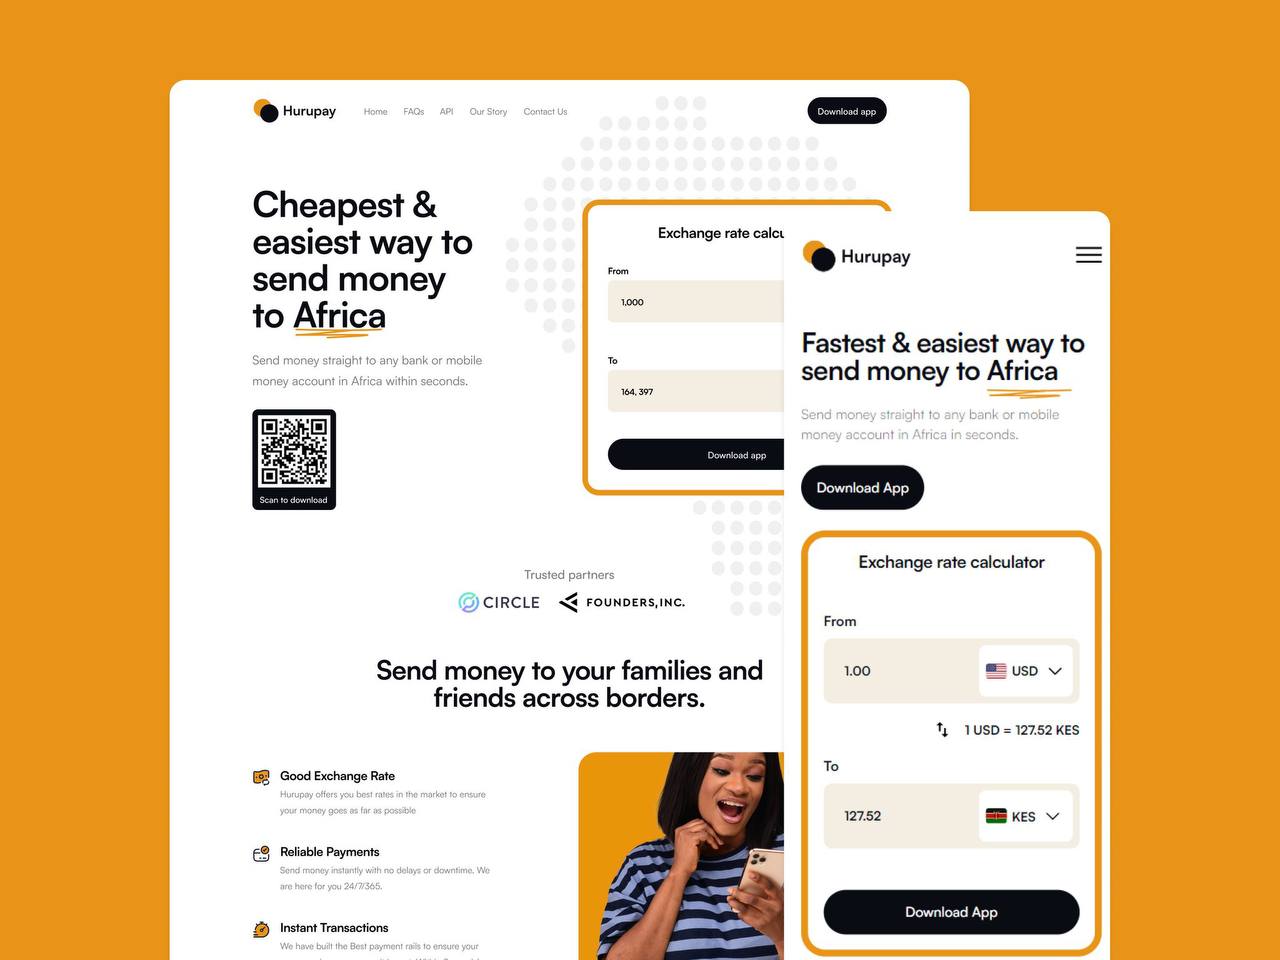 Hurupay
Home FAQs API Our Story Contact Us
Download app
Cheapest &
easiest way to
send money
to Africa
Send money straight to any bank or mobile
money account in Africa within seconds.
Scan to download
Exchange rate calcu
From
1,000
To
164, 397
Download app
Trusted partners
CIRCLE
FOUNDERS,INC.
Send money to your families and
friends across borders.
Good Exchange Rate
Hurupay offers you best rates in the market to ensure
your money goes as far as possible
Reliable Payments
Send money instantly with no delays or downtime. We
are here for you 24/7/365.
Instant Transactions
We have built the Best payment rails to ensure your
Hurupay
Fastest & easiest way to
send money to Africa
Send money straight to any bank or mobile
money account in Africa in seconds.
Download App
Exchange rate calculator
From
1.00 USD
1 USD = 127.52 KES
To
127.52 KES
Download App